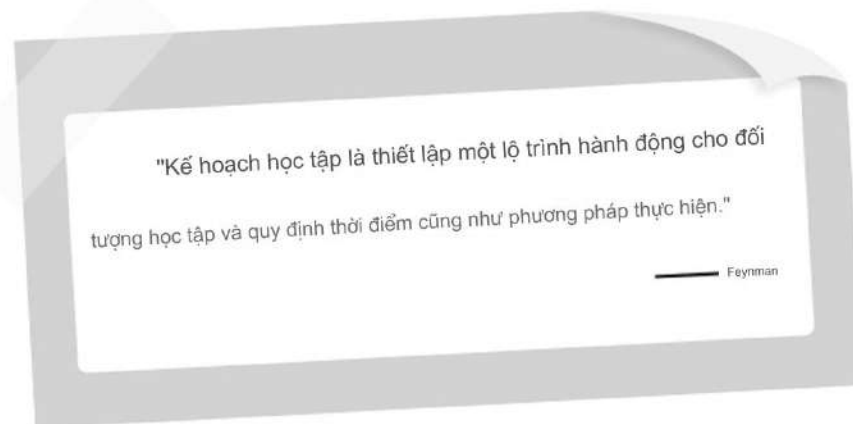 "Kế hoạch học tập là thiết lập một lộ trình hành động cho đối
tượng học tập và quy định thời điểm cũng như phương pháp thực hiện."
Feynman